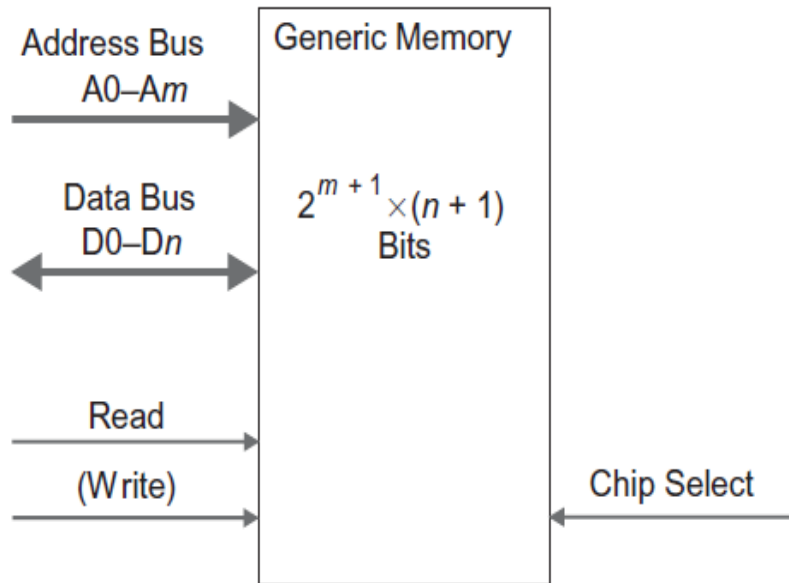 Address Bus
A0–Am
Generic Memory
Data Bus
D0–Dn
2^m + 1 ×(n + 1)
Bits
Read
(Write)
Chip Select